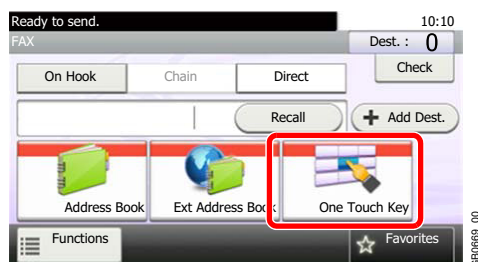 Ready to send. 10:10
FAX Dest. : 0
On Hook Chain Direct Check
Recall Add Dest.
Address Book Ext Address Book One Touch Key
Functions Favorites